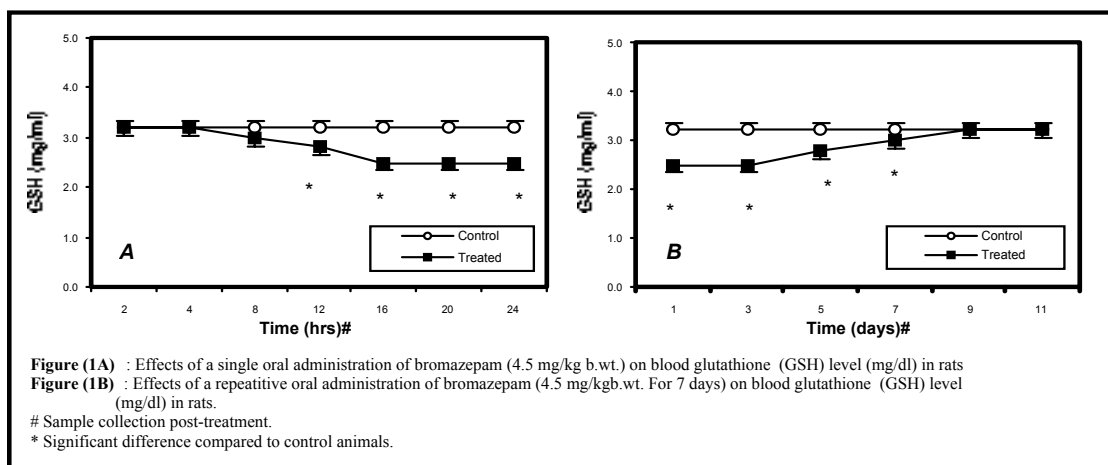 5.0
4.0
3.0
2.0
1.0
0.0
GSH (mg/ml)
* * * *
A
Control
Treated
2 4 8 12 16 20 24
Time (hrs)#
5.0
4.0
3.0
2.0
1.0
0.0
GSH (mg/ml)
* * * *
B
Control
Treated
1 3 5 7 9 11
Time (days)#
Figure (1A) : Effects of a single oral administration of bromazepam (4.5 mg/kg b.wt.) on blood glutathione (GSH) level (mg/dl) in rats
Figure (1B) : Effects of a repeatitive oral administration of bromazepam (4.5 mg/kgb.wt. For 7 days) on blood glutathione (GSH) level
(mg/dl) in rats.
# Sample collection post-treatment.
* Significant difference compared to control animals.